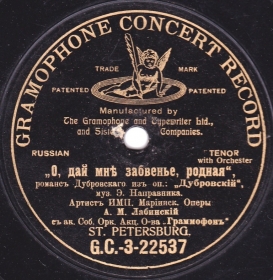 GRAMOPHONE CONCERT RECORD
TRADE MARK
PATENTED PATENTED
Manufactured by
The Gramophone and Typewriter Ltd.,
and Sister Companies.
RUSSIAN TENOR
with Orchester
„О, дай мнѣ забвенье, родная“
романсъ Дубровскаго изъ оп.: „Дубровскій“,
муз. Э. Направника.
Артистъ ИМП. Маріинск. Оперы
А. М. Лабинскій
съ ак. Соб. Орк. Акц. О-ва „Граммофонъ“
ST. PETERSBURG.
G.C.-3-22537